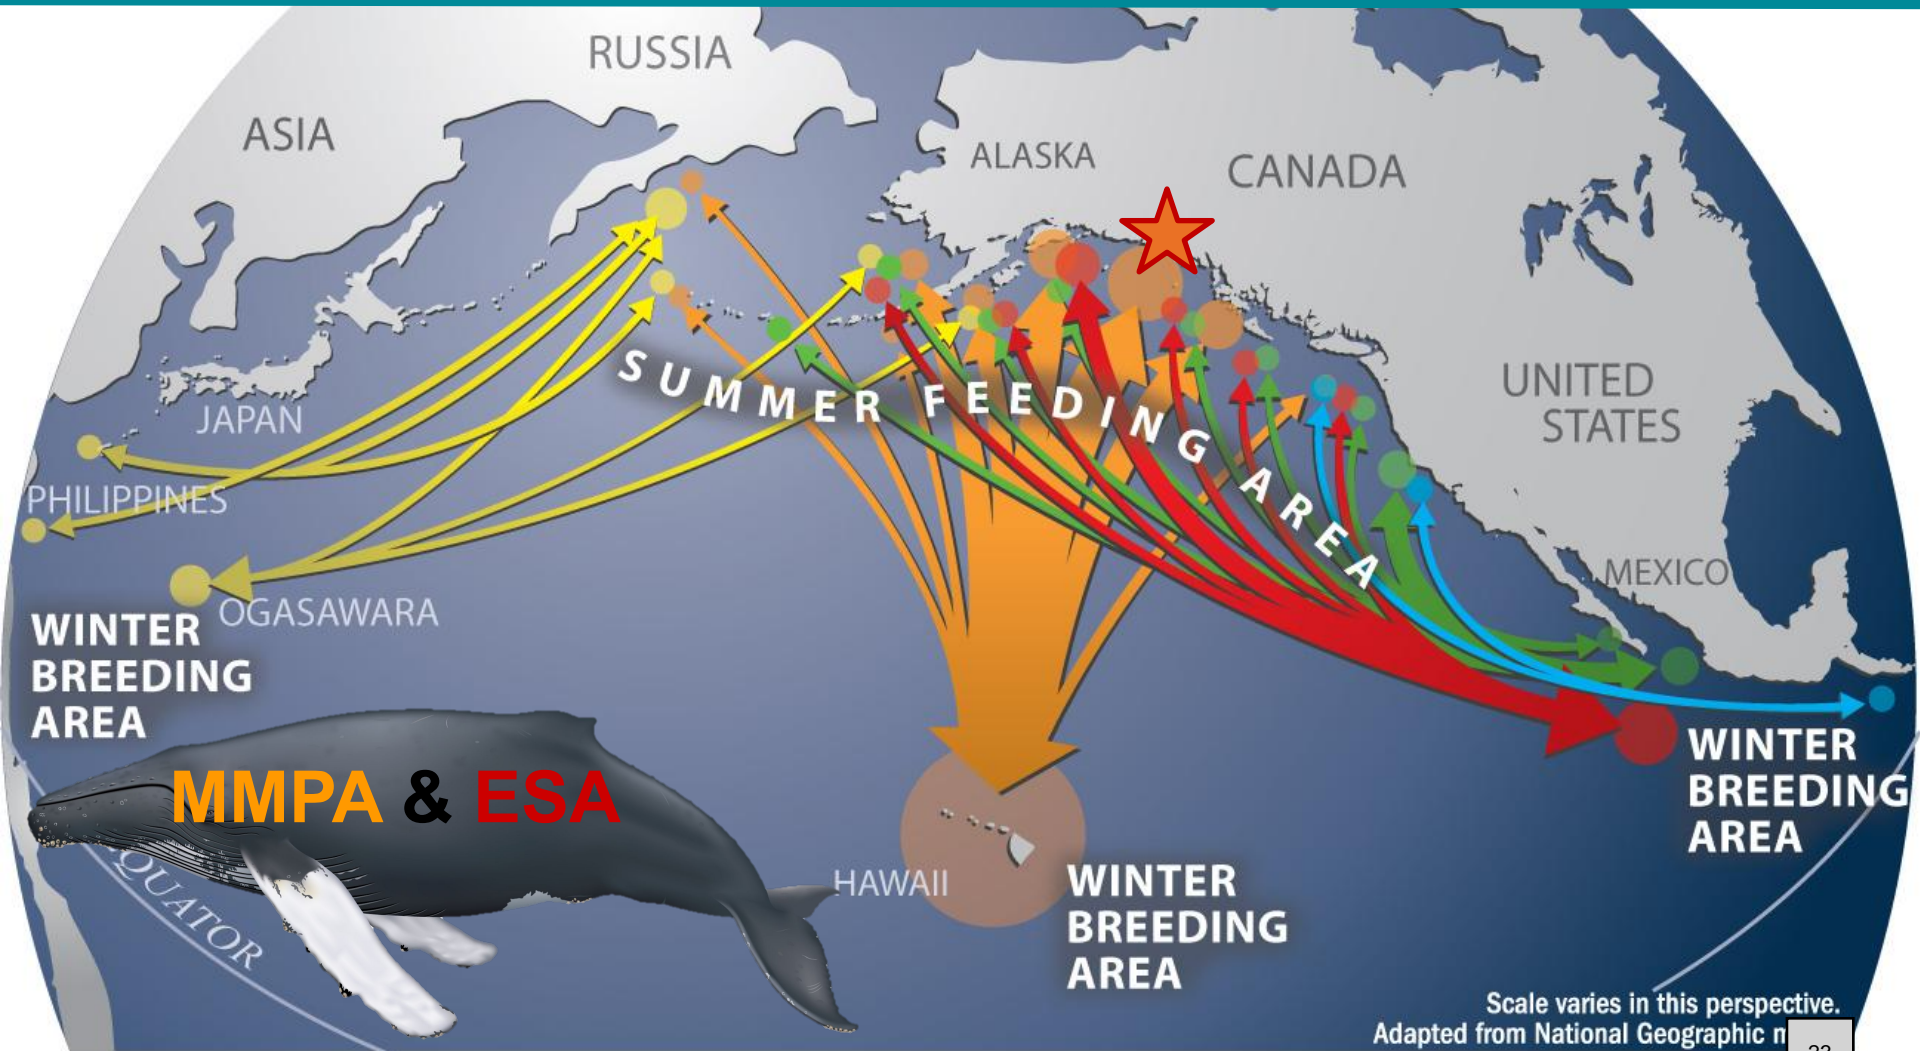 RUSSIA
ASIA
ALASKA
CANADA
SUMMER FEEDING AREA
UNITED
STATES
JAPAN
PHILIPPINES
MEXICO
OGASAWARA
WINTER
BREEDING
AREA
WINTER
BREEDING
AREA
MMPA & ESA
HAWAII
WINTER
BREEDING
AREA
QUATOR
Scale varies in this perspective.
Adapted from National Geographic